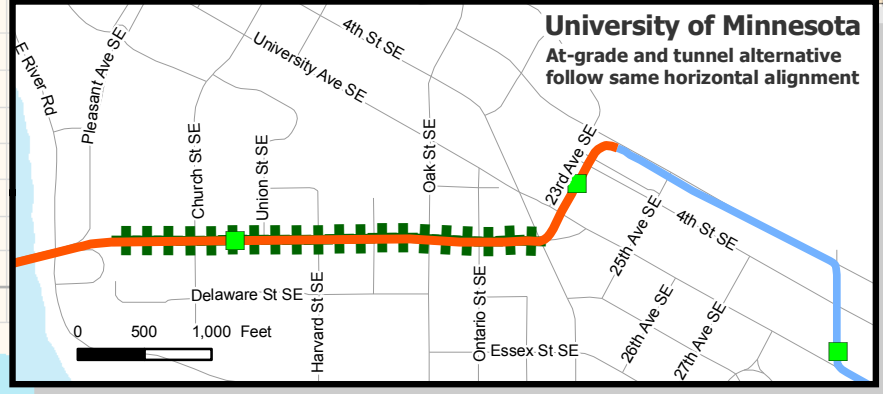 University of Minnesota
At-grade and tunnel alternative
follow same horizontal alignment
E River Rd
Pleasant Ave SE
University Ave SE
4th St SE
Church St SE
Union St SE
Oak St SE
23rd Ave SE
25th Ave SE
4th St SE
Delaware St SE
Harvard St SE
Ontario St SE
Essex St SE
26th Ave SE
27th Ave SE
0 500 1,000 Feet